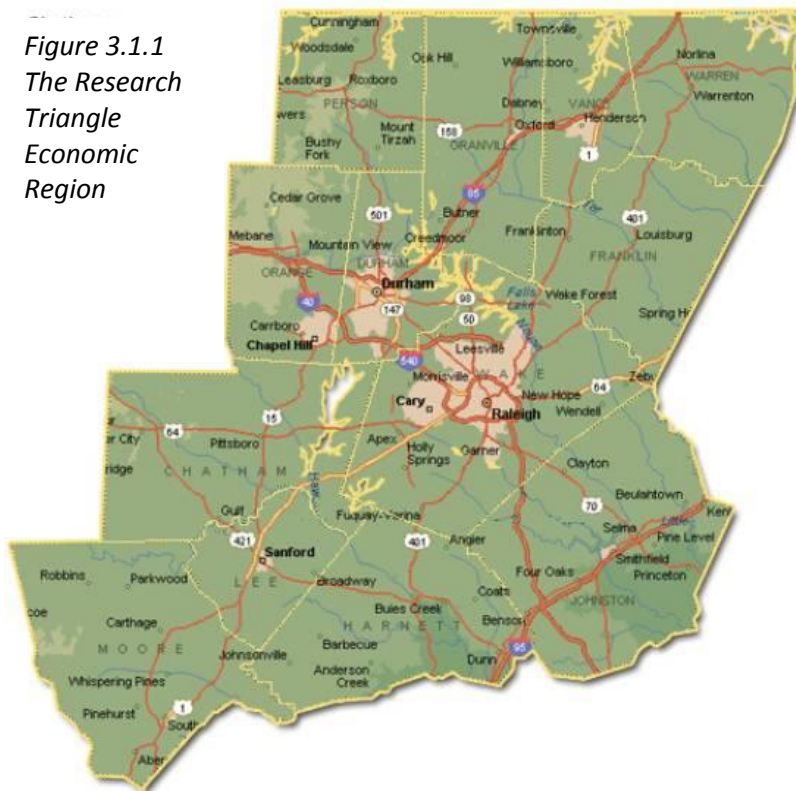 Figure 3.1.1
The Research
Triangle
Economic
Region
Cunningham
Woodsdale
Townsville
Oak Hill
Williamsboro
Norlina
WARREN
Leasburg
Roxboro
PERSON
Dabney
VANCE
Warrenton
Oxford
Henderson
158
Mount
Tirzah
GRANVILLE
Bushy
Fork
1
85
Cedar Grove
501
Butner
Tar
401
Mebane
Mountain View
Creedmoor
Franklinton
Louisburg
DURHAM
FRANKLIN
ORANGE
Durham
40
98
Falls
Lake
Wake Forest
147
50
Neuse
Spring
Carrboro
Chapel Hill
Leesville
540
Morrisville
WAKE
New Hope
64
Cary
Raleigh
Wendell
15
64
Pittsboro
Apex
Holly
Springs
Garner
Clayton
CHATHAM
Haw
Beulahtown
70
Gulf
Fuquay-Varina
Selma
Little
Pine Level
421
Sanford
401
Angier
Smithfield
Princeton
Robbins
Parkwood
LEE
Broadway
Four Oaks
Coats
JOHNSTON
Buies Creek
Carthage
HARNETT
Benson
MOORE
Johnsonville
Barbecue
95
Dunn
Whispering Pines
Anderson
Creek
Pinehurst
1